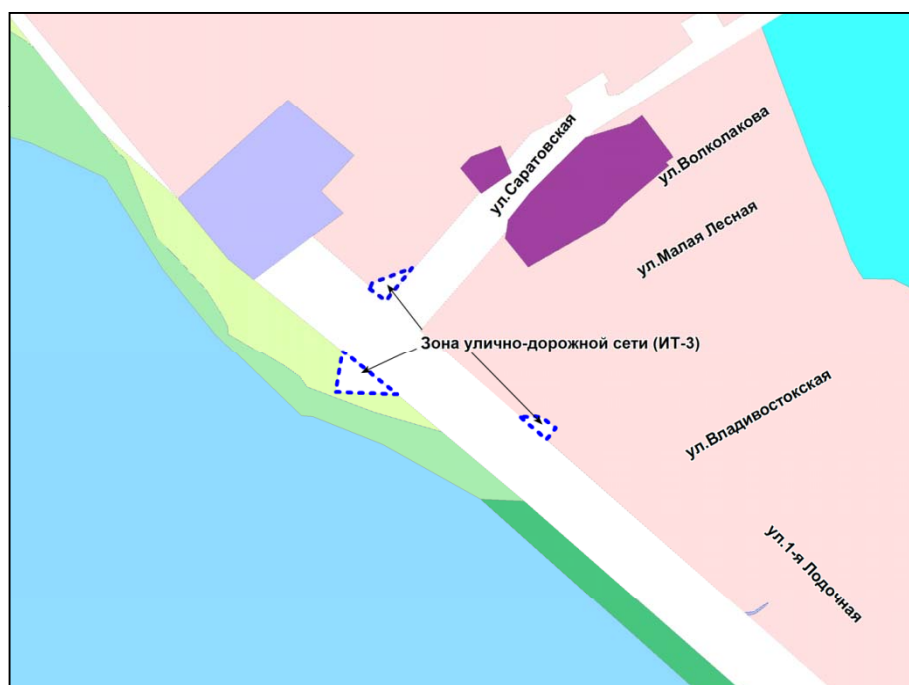 ул.Волколакова
ул.Саратовская
ул.Малая Лесная
Зона улично-дорожной сети (ИТ-3)
ул.Владивостокская
ул.1-я Лодочная